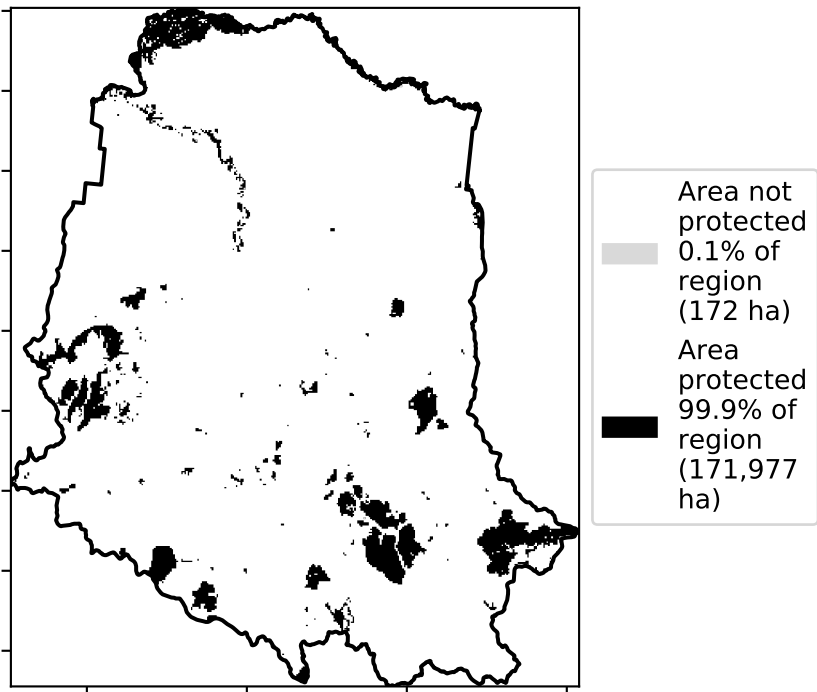 Area not
protected
0.1% of
region
(172 ha)
Area
protected
99.9% of
region
(171,977
ha)